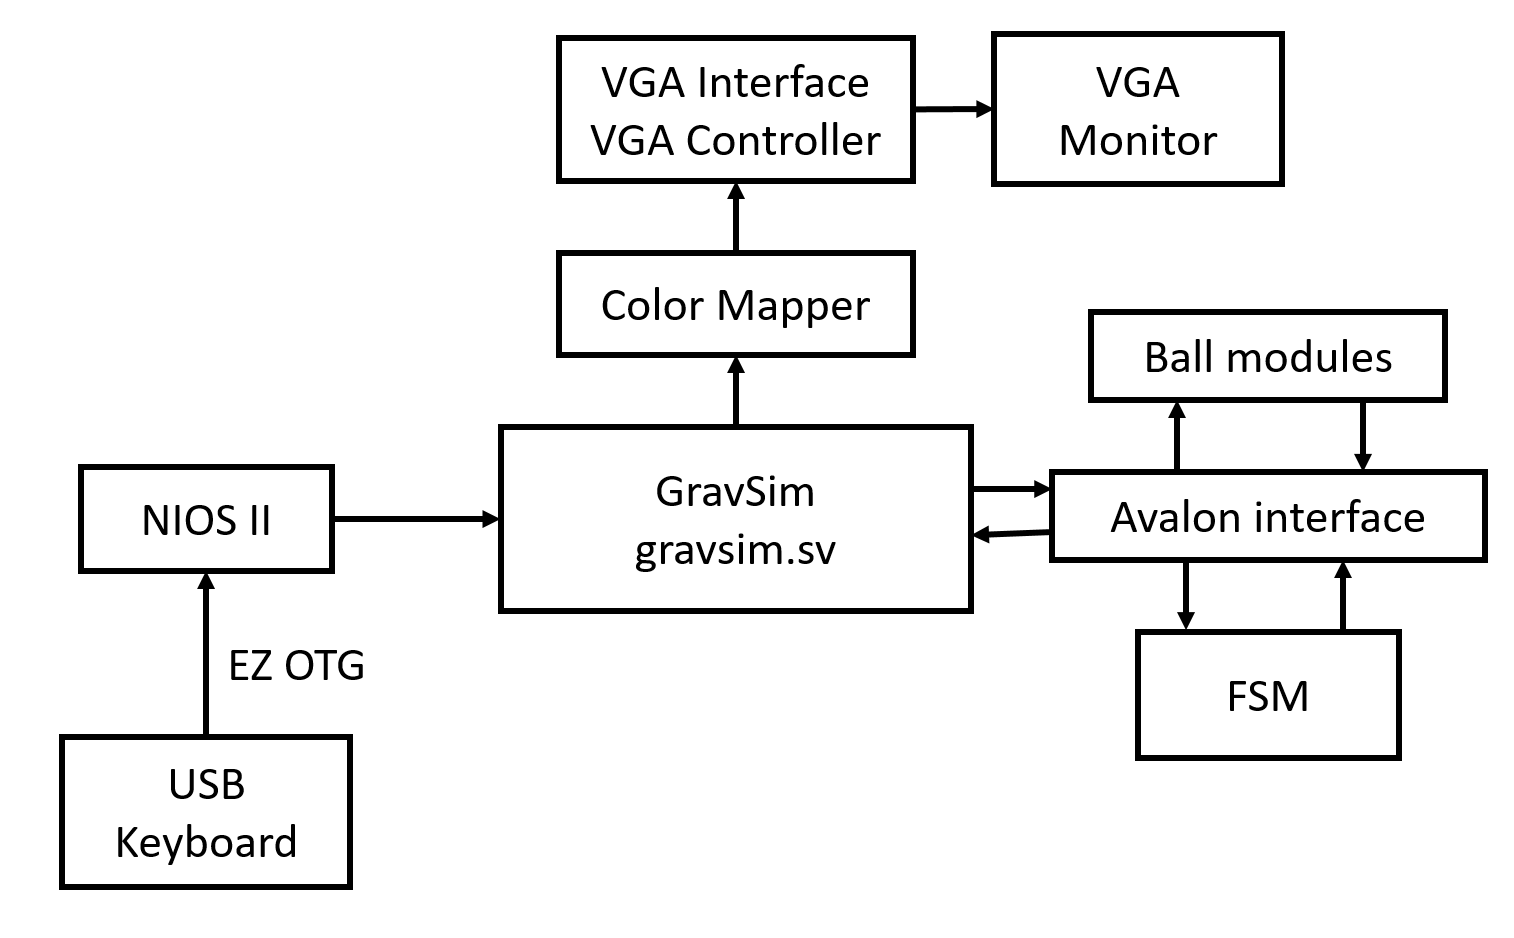 VGA Interface
VGA Controller
VGA
Monitor
Color Mapper
Ball modules
GravSim
gravsim.sv
NIOS II
Avalon interface
EZ OTG
FSM
USB
Keyboard